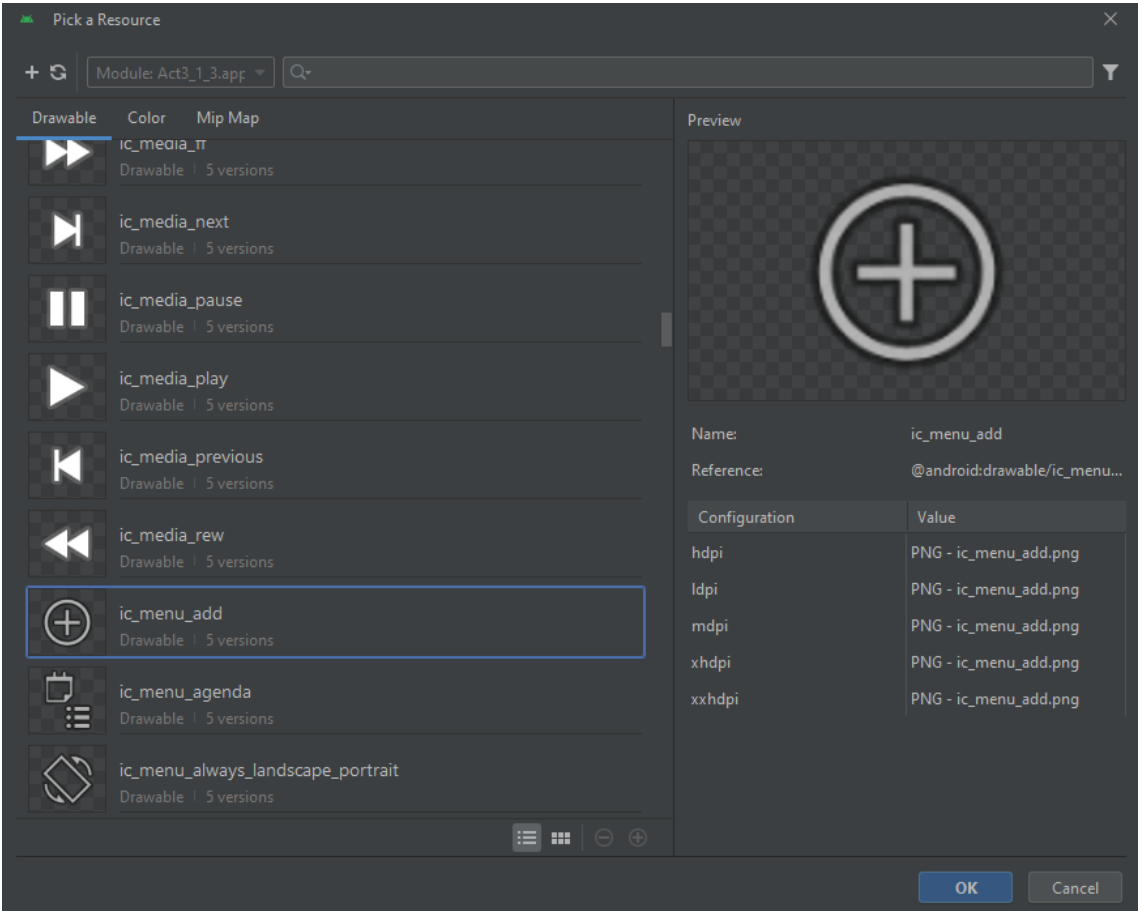 Pick a Resource
Module: Act3_1_3.app
Drawable Color Mip Map
ic_media_ff
Drawable 5 versions
ic_media_next
Drawable 5 versions
ic_media_pause
Drawable 5 versions
ic_media_play
Drawable 5 versions
ic_media_previous
Drawable 5 versions
ic_media_rew
Drawable 5 versions
ic_menu_add
Drawable 5 versions
ic_menu_agenda
Drawable 5 versions
ic_menu_always_landscape_portrait
Drawable 5 versions
Preview
Name: ic_menu_add
Reference: @android:drawable/ic_menu...
Configuration Value
hdpi PNG - ic_menu_add.png
ldpi PNG - ic_menu_add.png
mdpi PNG - ic_menu_add.png
xhdpi PNG - ic_menu_add.png
xxhdpi PNG - ic_menu_add.png
OK Cancel